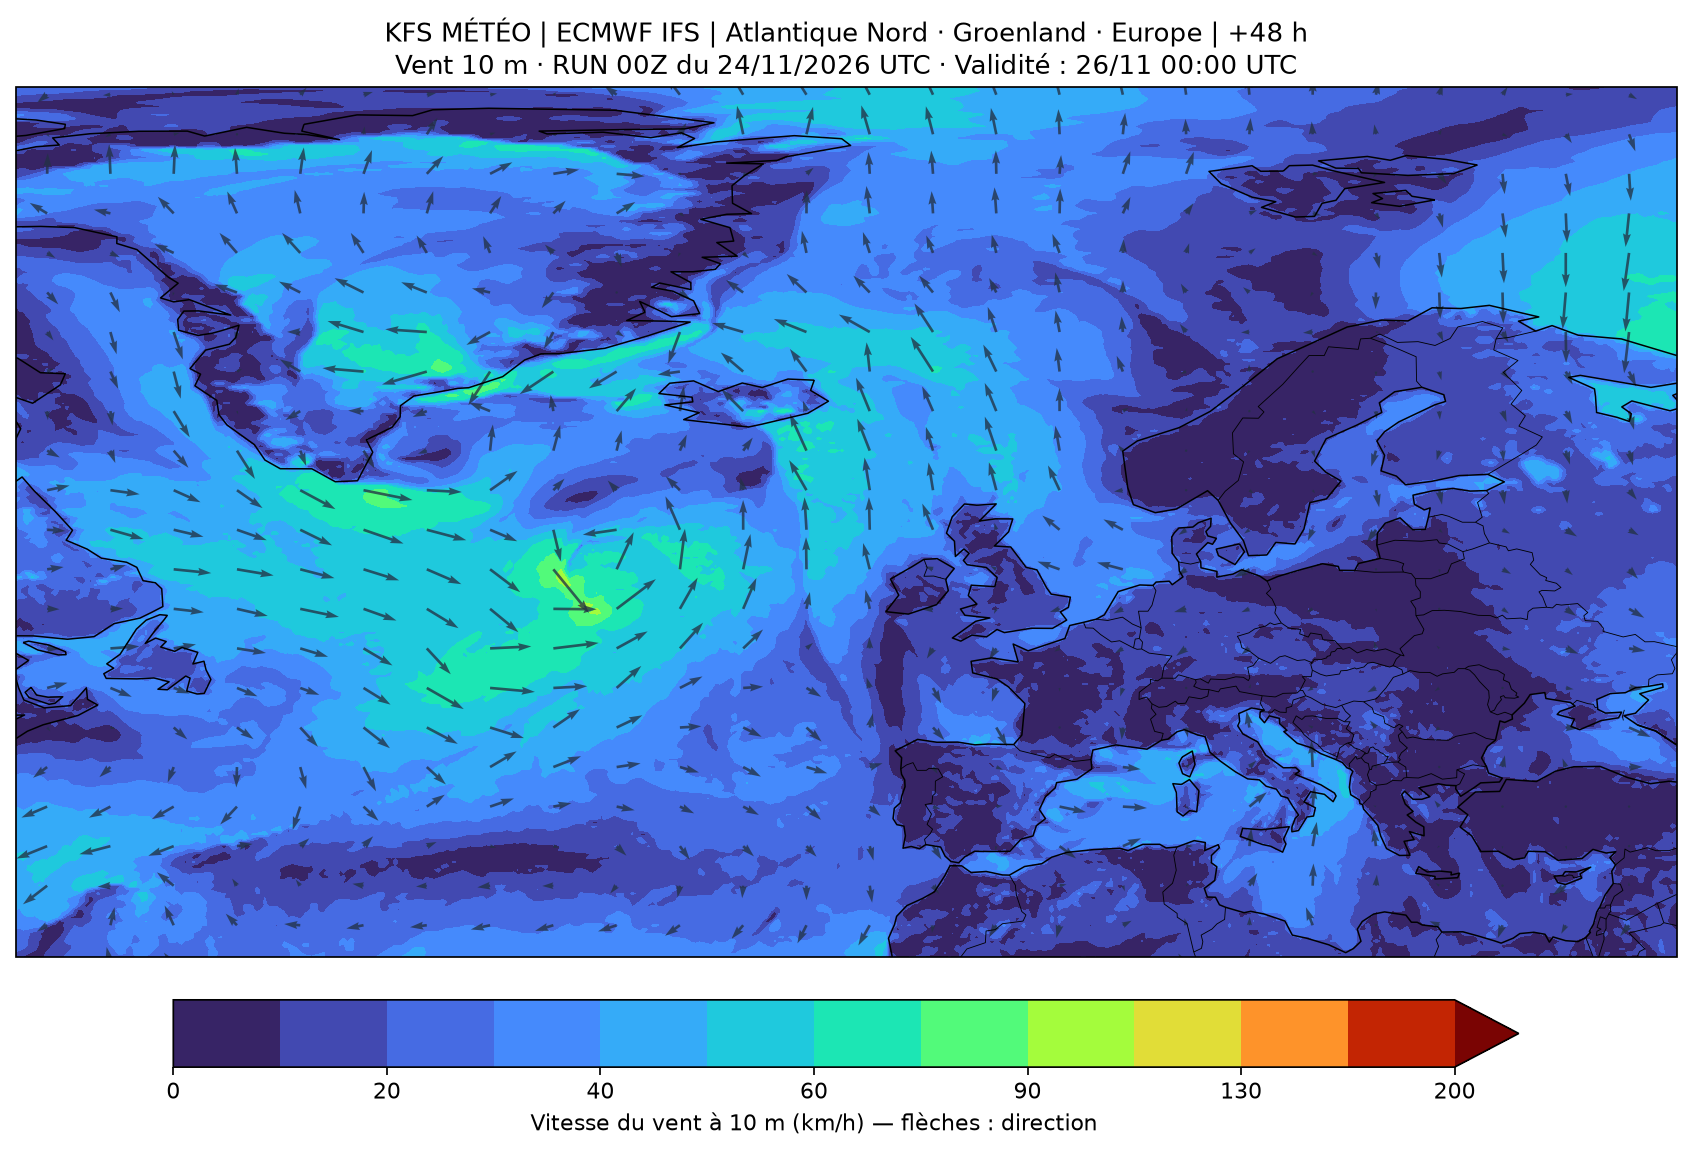 KFS MÉTÉO | ECMWF IFS | Atlantique Nord · Groenland · Europe | +48 h
Vent 10 m · RUN 00Z du 24/11/2026 UTC · Validité : 26/11 00:00 UTC
0 20 40 60 90 130 200
Vitesse du vent à 10 m (km/h) — flèches : direction